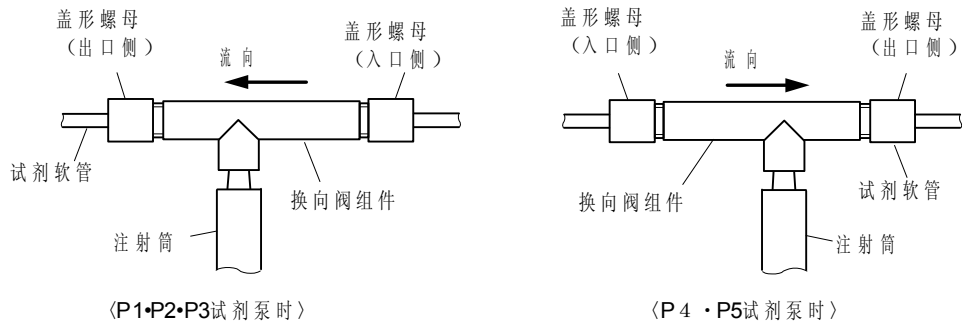 盖形螺母
（出口侧）
流向
盖形螺母
（入口侧）
试剂软管
换向阀组件
注射筒
〈P1•P2•P3试剂泵时〉
盖形螺母
（入口侧）
流向
盖形螺母
（出口侧）
换向阀组件
试剂软管
注射筒
〈P４・P5试剂泵时〉